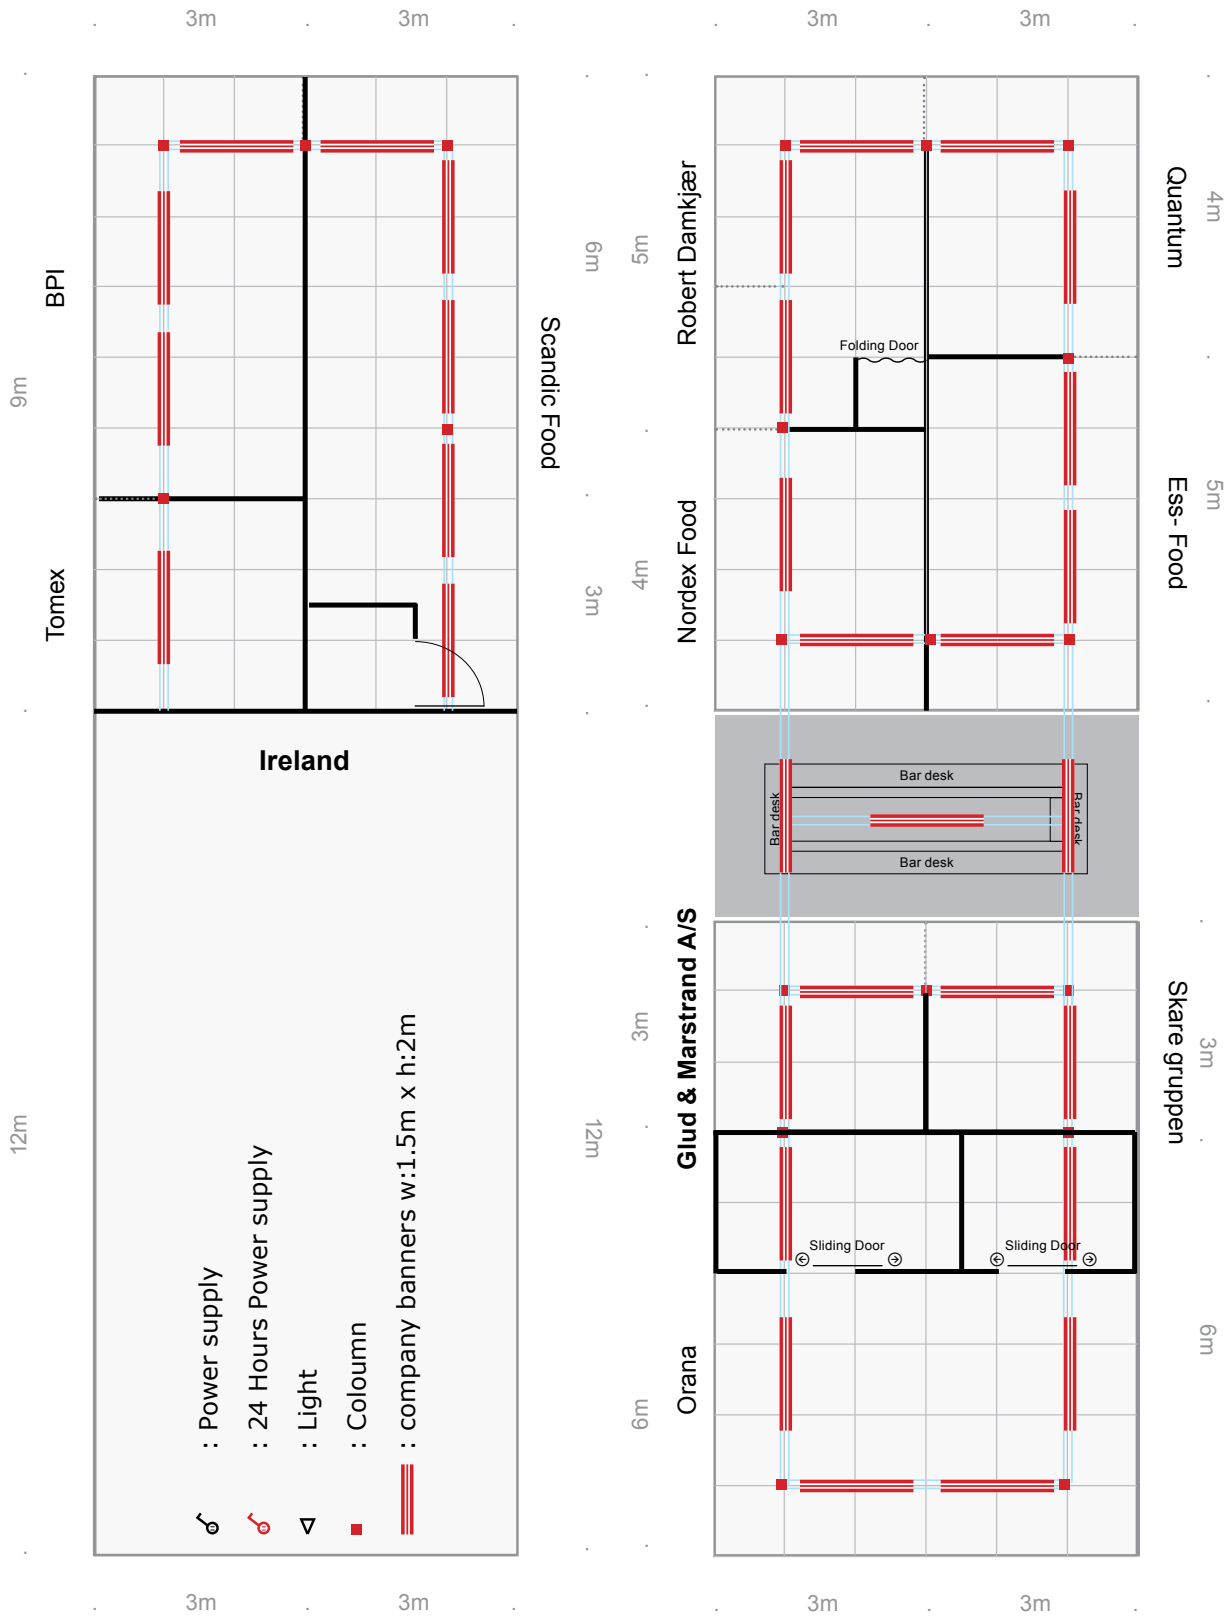 3m
3m
3m
3m
BPI
9m
Tomex
Scandic Food
6m
3m
5m
4m
Robert Damkjær
Nordex Food
Folding Door
Quantum
4m
Ess- Food
5m
Ireland
Bar desk
Bar desk
Bar desk
Bar desk
12m
12m
: Power supply
: 24 Hours Power supply
: Light
: Coloumn
: company banners w:1.5m x h:2m
3m
Glud & Marstrand A/S
Skare gruppen
3m
Sliding Door
Sliding Door
Orana
6m
6m
3m
3m
3m
3m